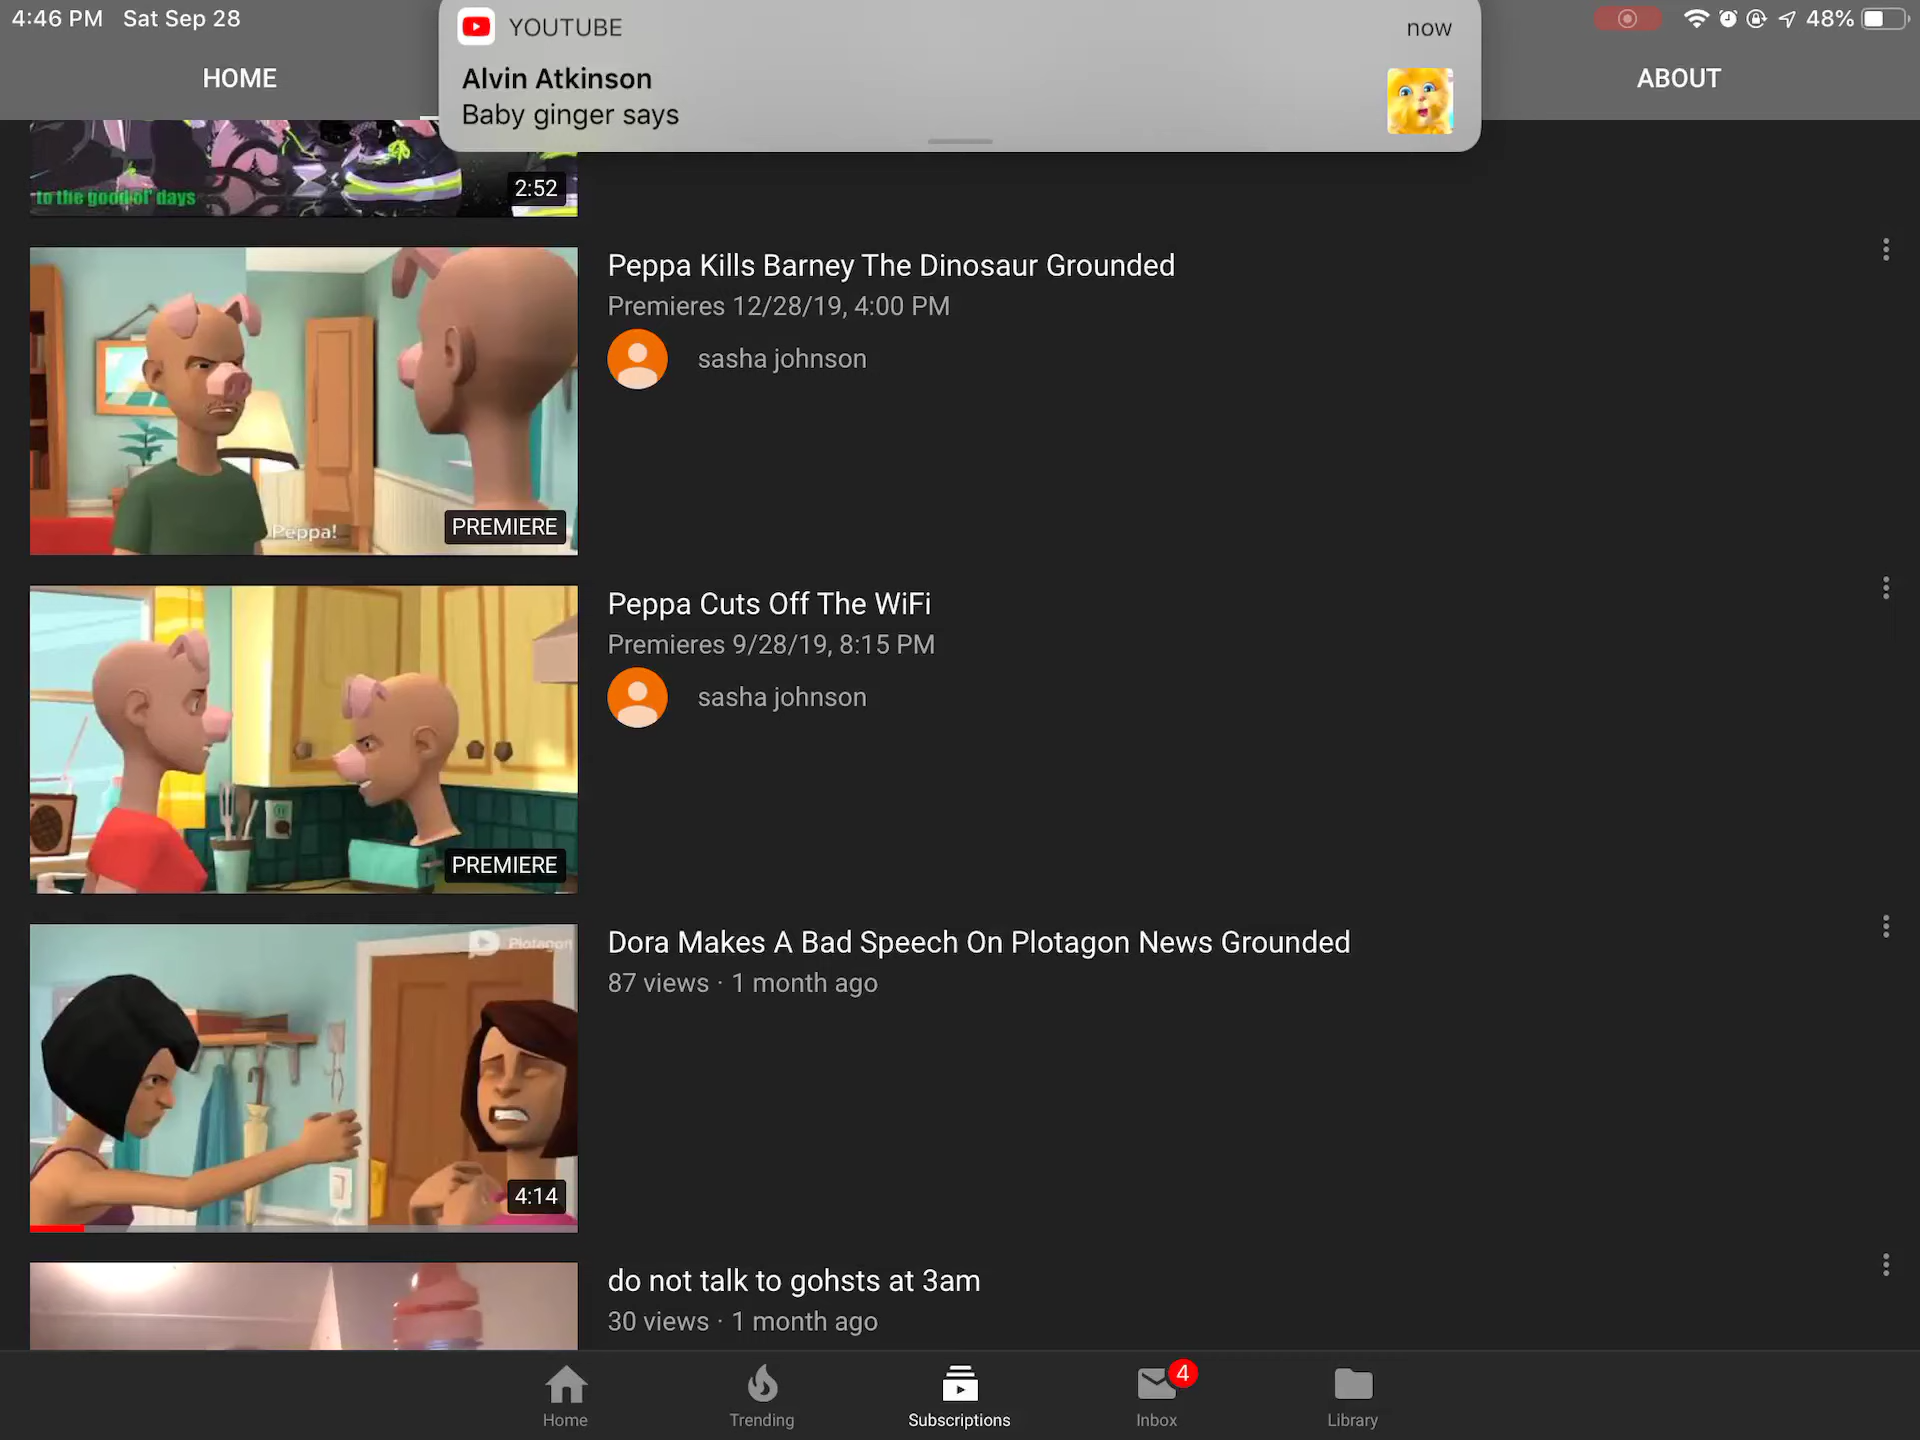 4:46 PM Sat Sep 28
48%
YOUTUBE
now
Alvin Atkinson
Baby ginger says
HOME
ABOUT
to the good ol' days
2:52
Peppa Kills Barney The Dinosaur Grounded
Premieres 12/28/19, 4:00 PM
sasha johnson
Peppa!
PREMIERE
Peppa Cuts Off The WiFi
Premieres 9/28/19, 8:15 PM
sasha johnson
PREMIERE
Plotagon
Dora Makes A Bad Speech On Plotagon News Grounded
87 views · 1 month ago
4:14
do not talk to gohsts at 3am
30 views · 1 month ago
Home
Trending
Subscriptions
4
Inbox
Library